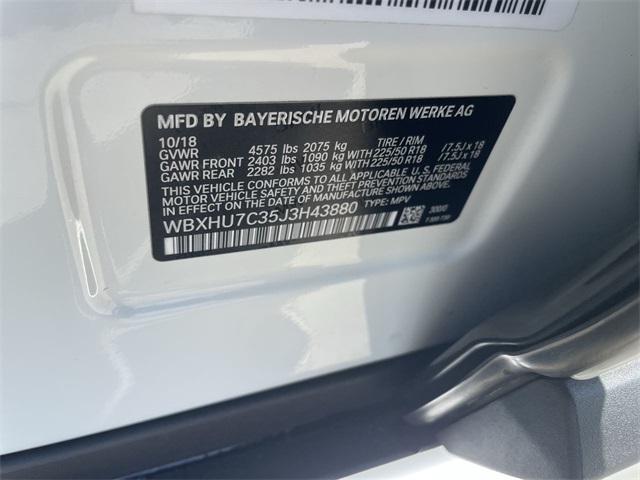 MFD BY BAYERISCHE MOTOREN WERKE AG
10/18 TIRE / RIM
GVWR 4575 lbs 2075 kg
GAWR FRONT 2403 lbs 1090 kg WITH 225/50 R18 / 7.5J x 18
GAWR REAR 2282 lbs 1035 kg WITH 225/50 R18 / 7.5J x 18
THIS VEHICLE CONFORMS TO ALL APPLICABLE U.S. FEDERAL
MOTOR VEHICLE SAFETY, BUMPER AND THEFT PREVENTION STANDARDS
IN EFFECT ON THE DATE OF MANUFACTURE SHOWN ABOVE.
WBXHU7C35J3H43880 TYPE: MPV
300/0